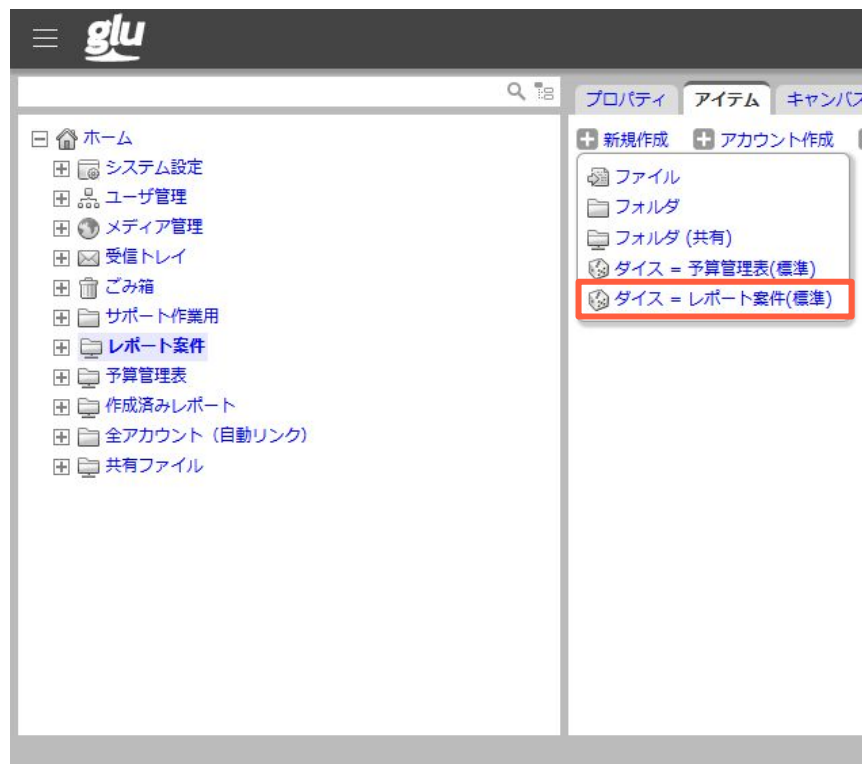 glu
プロパティ アイテム キャンバス
ホーム
システム設定
ユーザ管理
メディア管理
受信トレイ
ごみ箱
サポート作業用
レポート案件
予算管理表
作成済みレポート
全アカウント（自動リンク）
共有ファイル
新規作成 アカウント作成
ファイル
フォルダ
フォルダ (共有)
ダイス = 予算管理表(標準)
ダイス = レポート案件(標準)